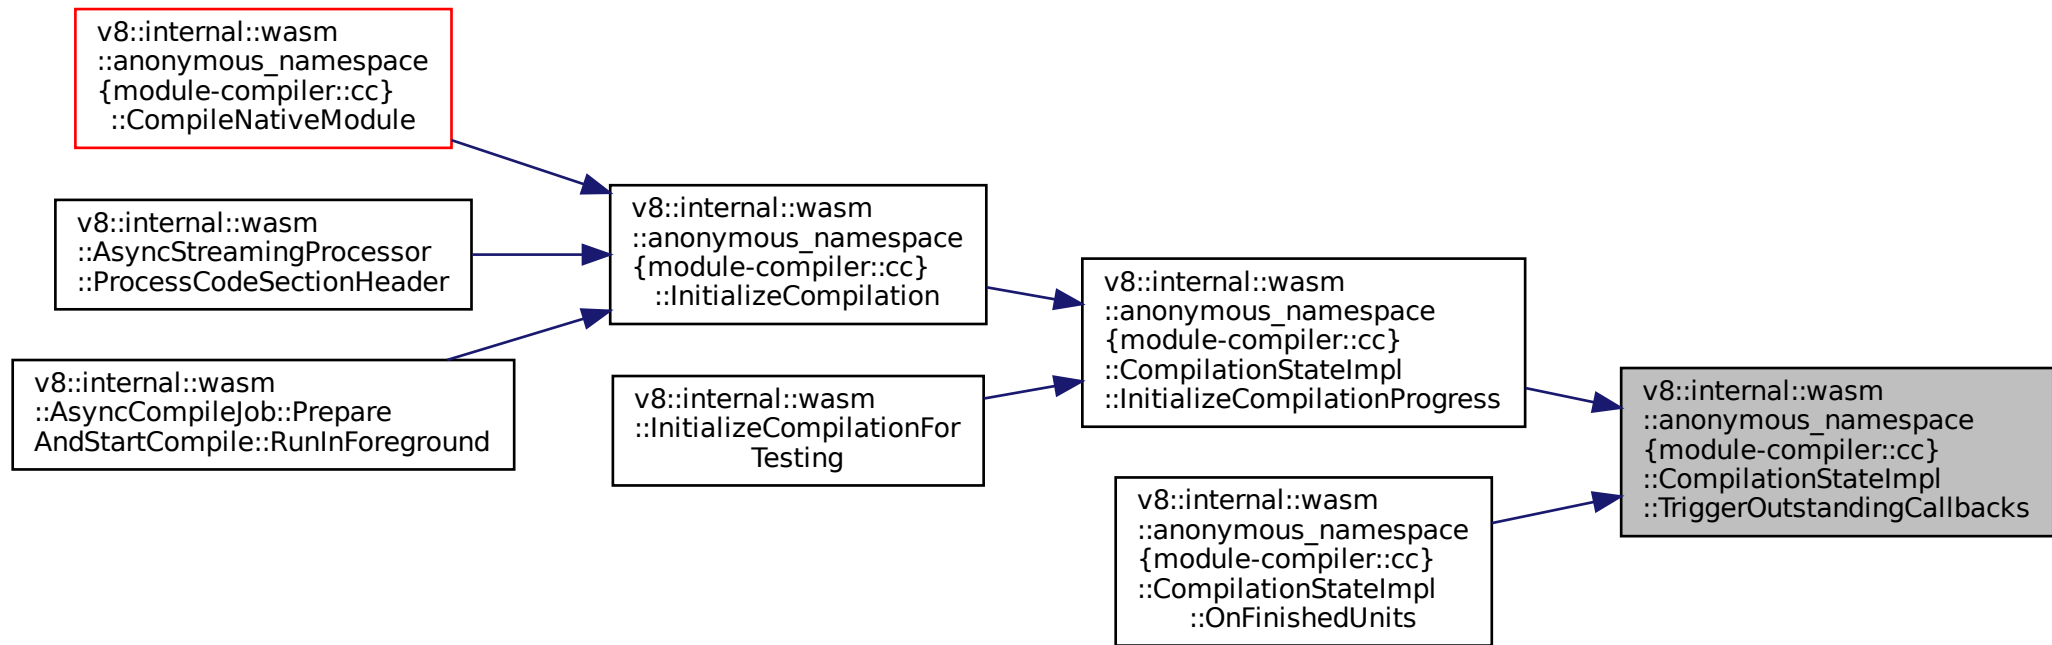 v8::internal::wasm
::anonymous_namespace
{module-compiler::cc}
::CompileNativeModule
v8::internal::wasm
::AsyncStreamingProcessor
::ProcessCodeSectionHeader
v8::internal::wasm
::AsyncCompileJob::Prepare
AndStartCompile::RunInForeground
v8::internal::wasm
::anonymous_namespace
{module-compiler::cc}
::InitializeCompilation
v8::internal::wasm
::InitializeCompilationFor
Testing
v8::internal::wasm
::anonymous_namespace
{module-compiler::cc}
::CompilationStateImpl
::InitializeCompilationProgress
v8::internal::wasm
::anonymous_namespace
{module-compiler::cc}
::CompilationStateImpl
::OnFinishedUnits
v8::internal::wasm
::anonymous_namespace
{module-compiler::cc}
::CompilationStateImpl
::TriggerOutstandingCallbacks